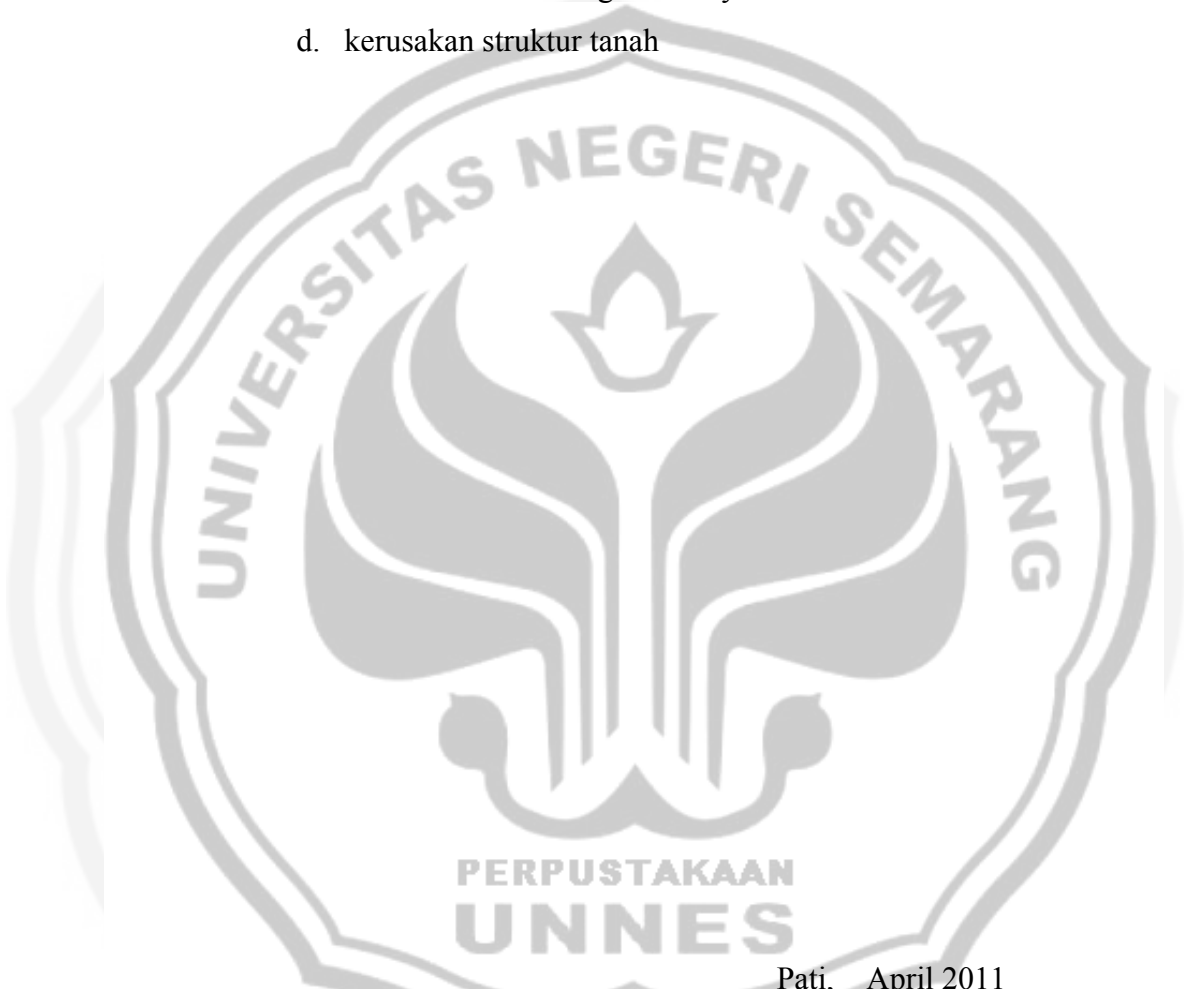 d. kerusakan struktur tanah
UNIVERSITAS NEGERI SEMARANG
PERPUSTAKAAN
UNNES
Pati, April 2011